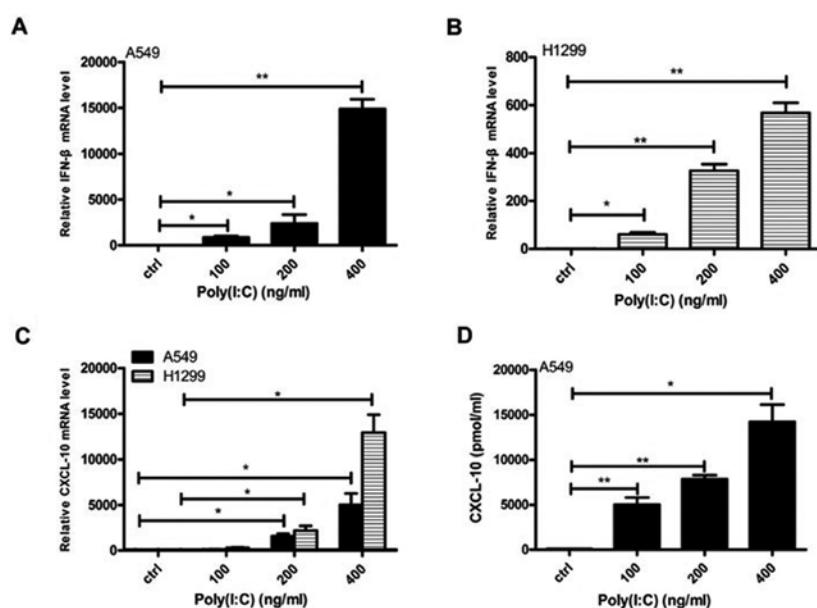 A
A549
Relative IFN-β mRNA level
20000
15000
10000
5000
0
**
*
*
ctrl
100
200
400
Poly(I:C) (ng/ml)
B
H1299
Relative IFN-β mRNA level
800
600
400
200
0
**
**
*
ctrl
100
200
400
Poly(I:C) (ng/ml)
C
A549
H1299
Relative CXCL-10 mRNA level
20000
15000
10000
5000
0
*
*
*
*
ctrl
100
200
400
Poly(I:C) (ng/ml)
D
A549
CXCL-10 (pmol/ml)
20000
15000
10000
5000
0
*
**
**
ctrl
100
200
400
Poly(I:C) (ng/ml)